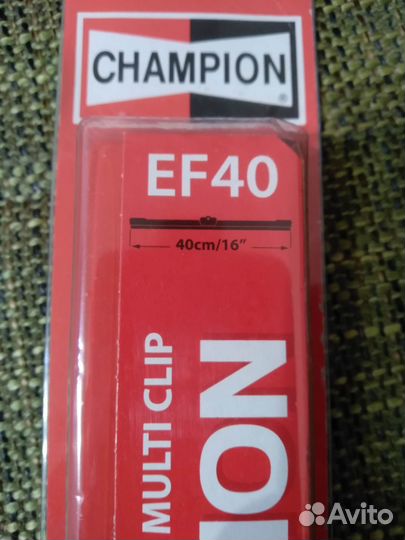 CHAMPION
®
EF40
40cm/16"
MULTI CLIP
ION
Avito